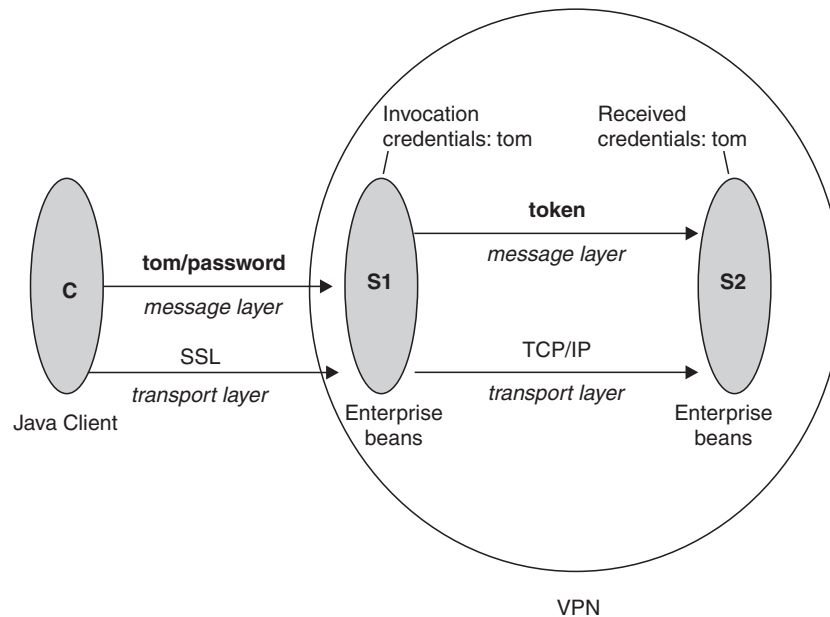 Invocation
credentials: tom
Received
credentials: tom
token
message layer
tom/password
message layer
C
S1
S2
SSL
transport layer
TCP/IP
transport layer
Java Client
Enterprise
beans
Enterprise
beans
VPN